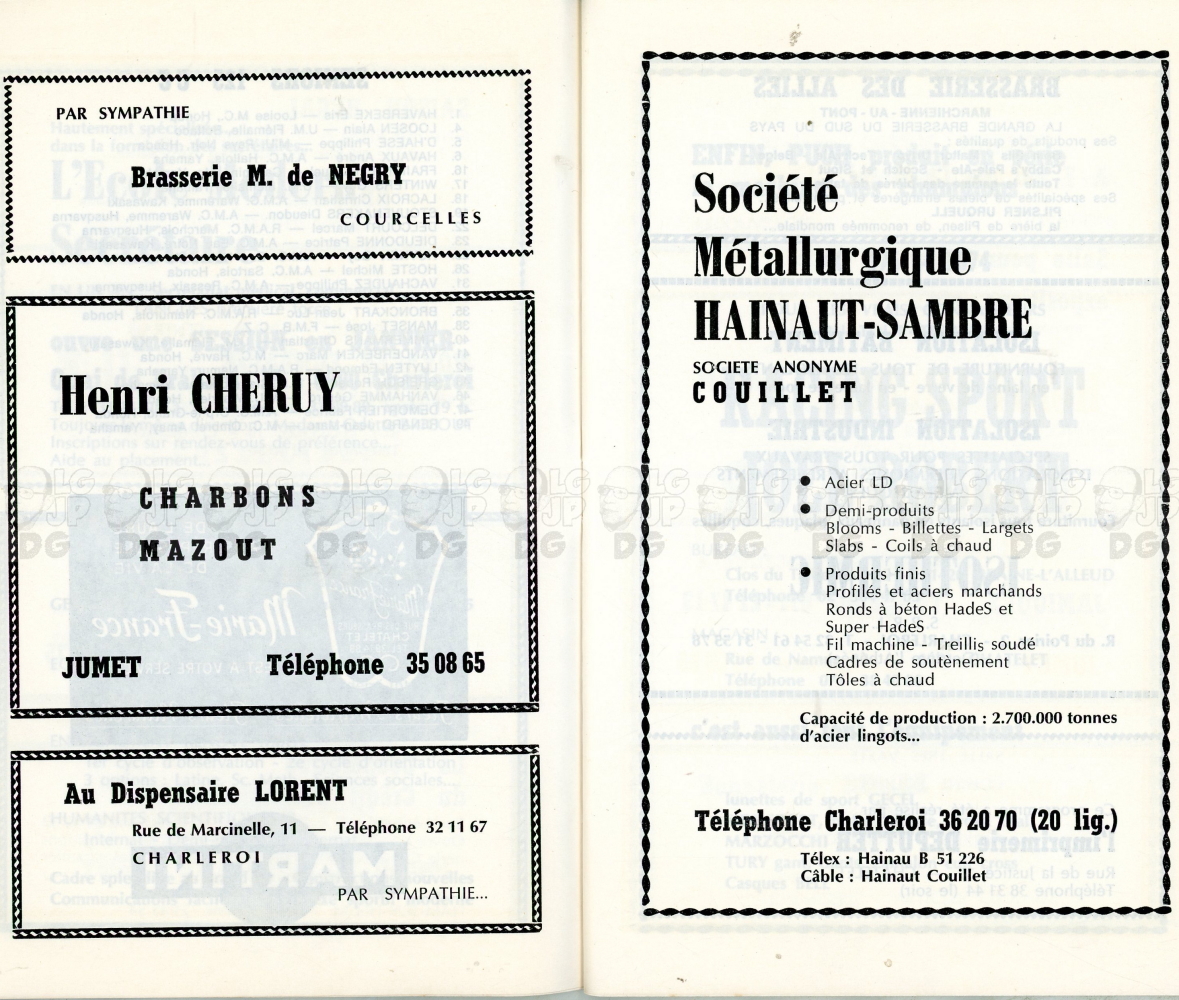 PAR SYMPATHIE
Brasserie M. de NEGRY
COURCELLES
Henri CHERUY
CHARBONS
MAZOUT
JUMET Téléphone 35 08 65
Au Dispensaire LORENT
Rue de Marcinelle, 11 — Téléphone 32 11 67
CHARLEROI
PAR SYMPATHIE...
Société
Métallurgique
HAINAUT-SAMBRE
SOCIETE ANONYME
COUILLET
● Acier LD
● Demi-produits
Blooms - Billettes - Largets
Slabs - Coils à chaud
● Produits finis
Profilés et aciers marchands
Ronds à béton HadeS et
Super HadeS
Fil machine - Treillis soudé
Cadres de soutènement
Tôles à chaud
Capacité de production : 2.700.000 tonnes
d'acier lingots...
Téléphone Charleroi 36 20 70 (20 lig.)
Télex : Hainau B 51 226
Câble : Hainaut Couillet